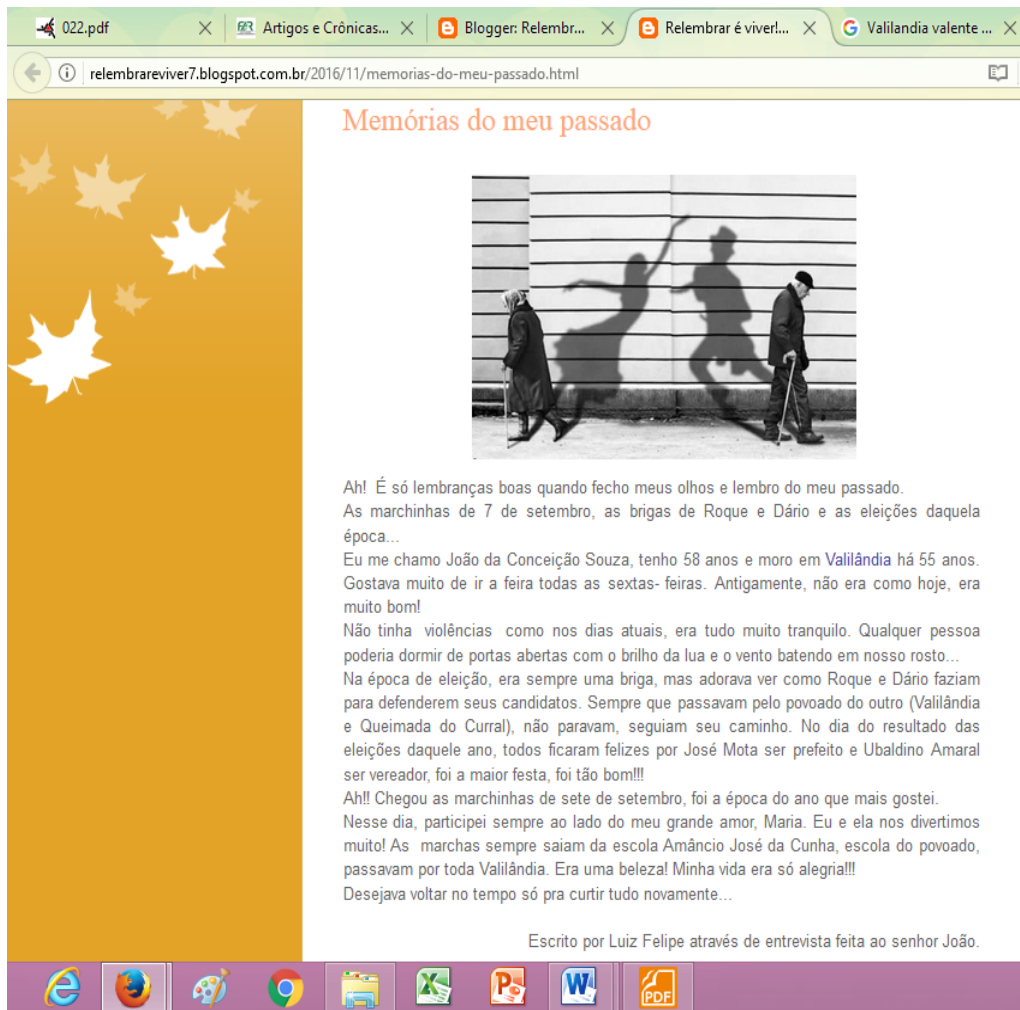 022.pdf
Artigos e Crônicas...
Blogger: Relembr...
Relembrar é viver!...
Valilandia valente ...
relembrareviver7.blogspot.com.br/2016/11/memorias-do-meu-passado.html
Memórias do meu passado
Ah!  É só lembranças boas quando fecho meus olhos e lembro do meu passado.
As marchinhas de 7 de setembro, as brigas de Roque e Dário e as eleições daquela
época...
Eu me chamo João da Conceição Souza, tenho 58 anos e moro em Valilândia há 55 anos.
Gostava muito de ir a feira todas as sextas- feiras. Antigamente, não era como hoje, era
muito bom!
Não tinha  violências  como nos dias atuais, era tudo muito tranquilo. Qualquer pessoa
poderia dormir de portas abertas com o brilho da lua e o vento batendo em nosso rosto...
Na época de eleição, era sempre uma briga, mas adorava ver como Roque e Dário faziam
para defenderem seus candidatos. Sempre que passavam pelo povoado do outro (Valilândia
e Queimada do Curral), não paravam, seguiam seu caminho. No dia do resultado das
eleições daquele ano, todos ficaram felizes por José Mota ser prefeito e Ubaldino Amaral
ser vereador, foi a maior festa, foi tão bom!!!
Ah!! Chegou as marchinhas de sete de setembro, foi a época do ano que mais gostei.
Nesse dia, participei sempre ao lado do meu grande amor, Maria. Eu e ela nos divertimos
muito! As  marchas sempre saiam da escola Amâncio José da Cunha, escola do povoado,
passavam por toda Valilândia. Era uma beleza! Minha vida era só alegria!!!
Desejava voltar no tempo só pra curtir tudo novamente...
Escrito por Luiz Felipe através de entrevista feita ao senhor João.
PDF